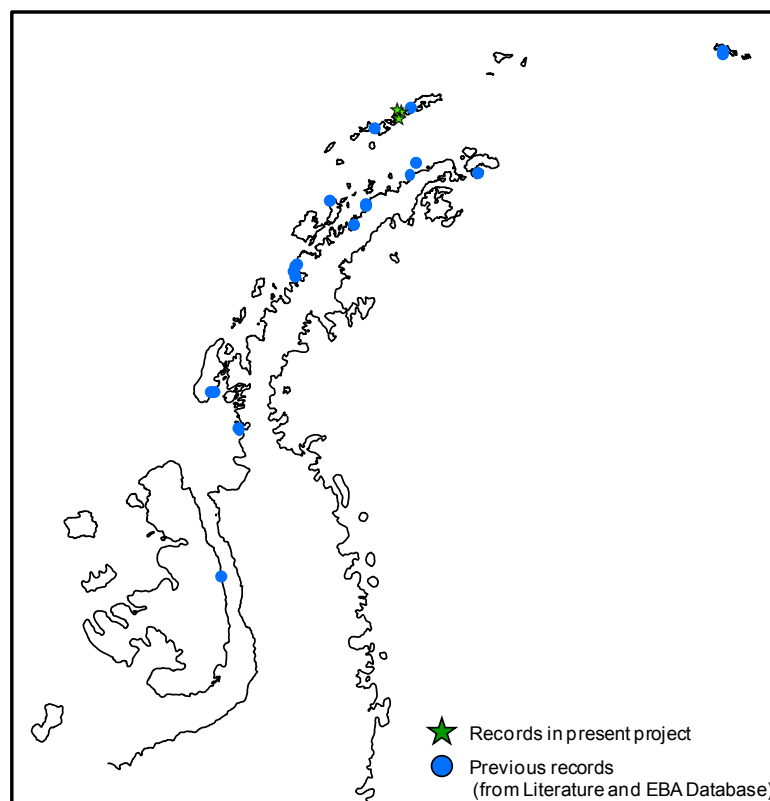 Records in present project
Previous records
(from Literature and EBA Database)